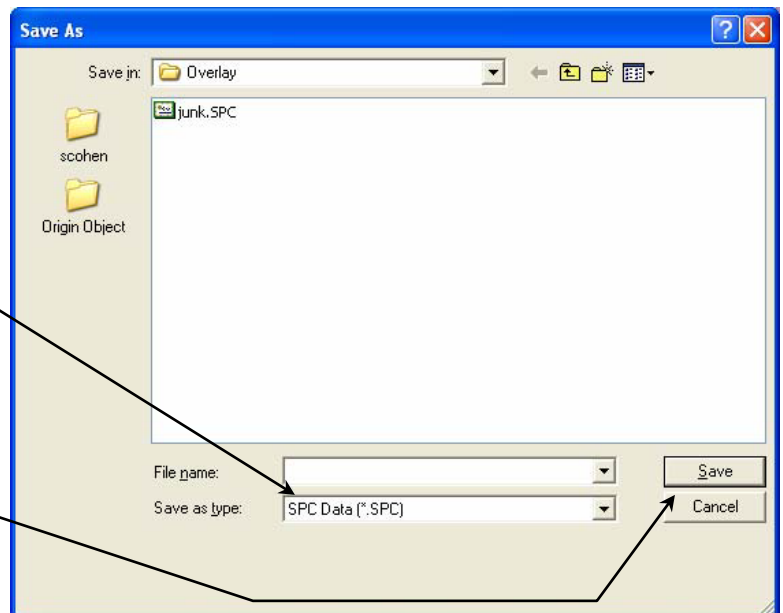 Save As
Save in: Overlay
junk.SPC
scohen
Origin Object
File name:
Save
Save as type: SPC Data (*.SPC)
Cancel